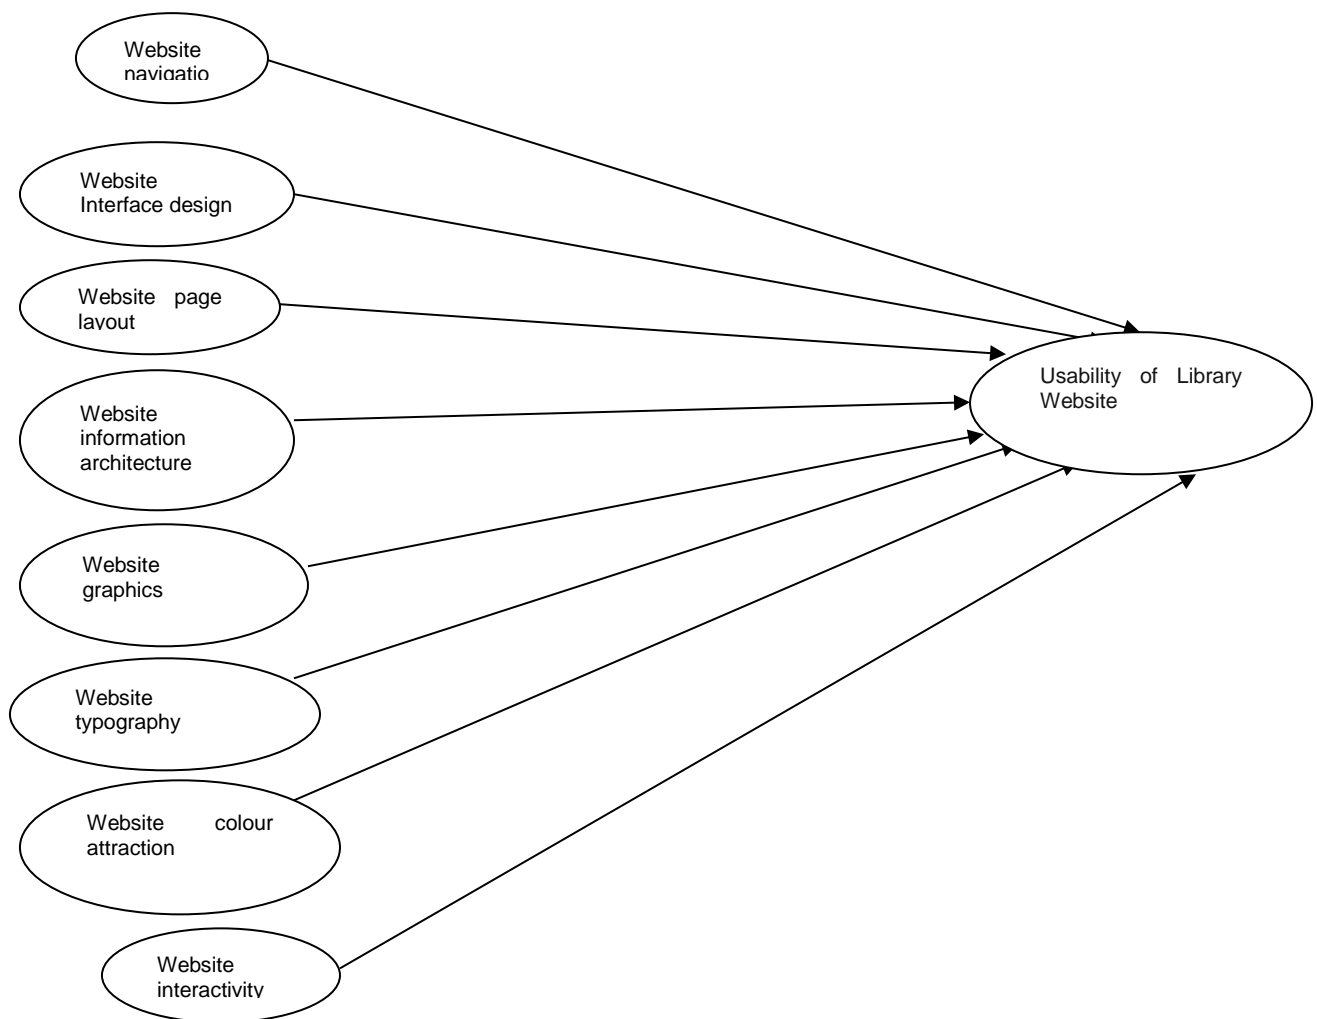 Website
navigatio
Website
Interface design
Website page
layout
Website
information
architecture
Website
graphics
Website
typography
Website colour
attraction
Website
interactivity
Usability of Library
Website